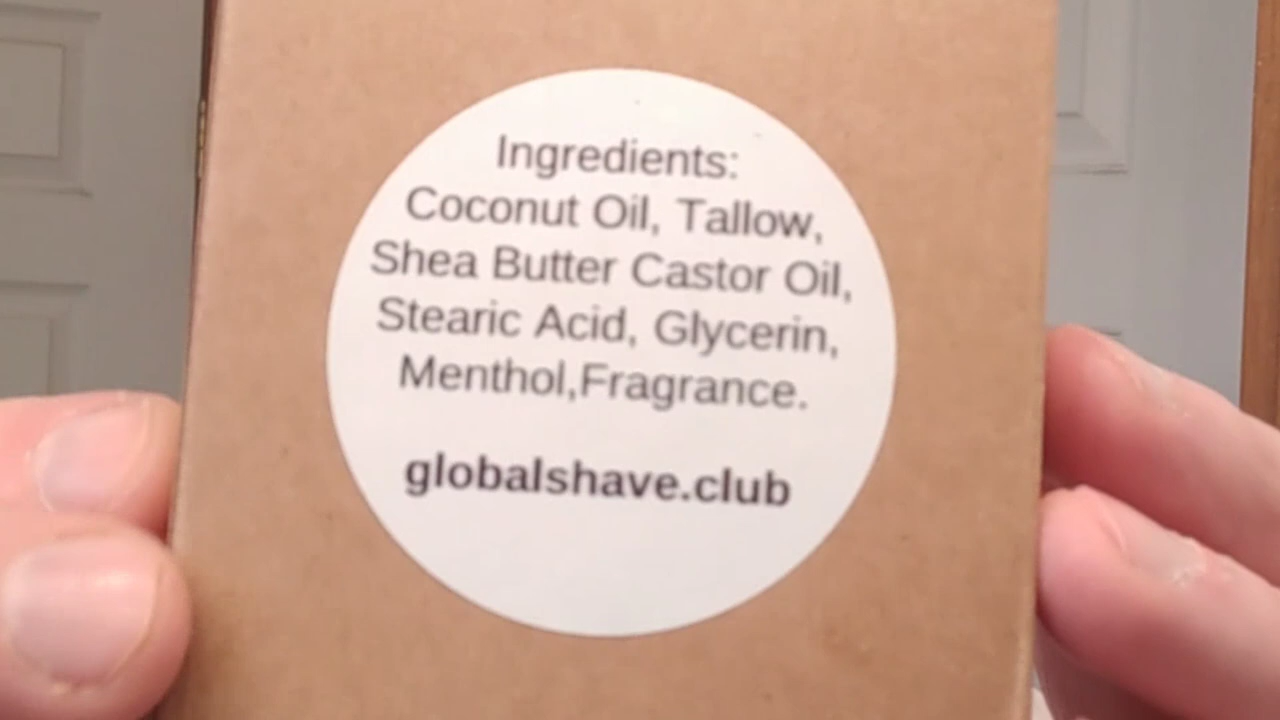 Ingredients:
Coconut Oil, Tallow,
Shea Butter Castor Oil,
Stearic Acid, Glycerin,
Menthol,Fragrance.
globalshave.club